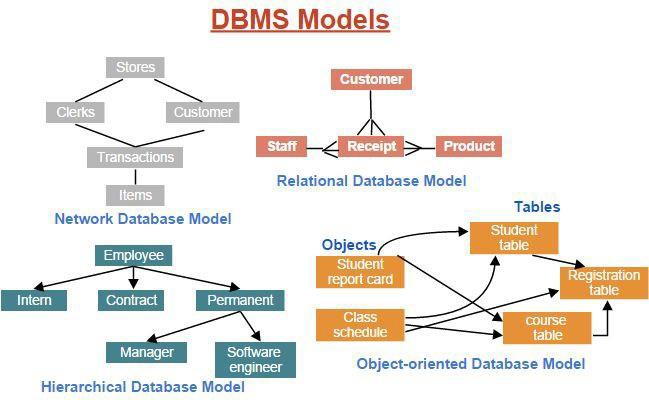 DBMS Models
Stores
Clerks
Customer
Transactions
Items
Network Database Model
Customer
Staff
Receipt
Product
Relational Database Model
Employee
Intern
Contract
Permanent
Manager
Software
engineer
Hierarchical Database Model
Tables
Objects
Student
report card
Class
schedule
Student
table
Registration
table
course
table
Object-oriented Database Model